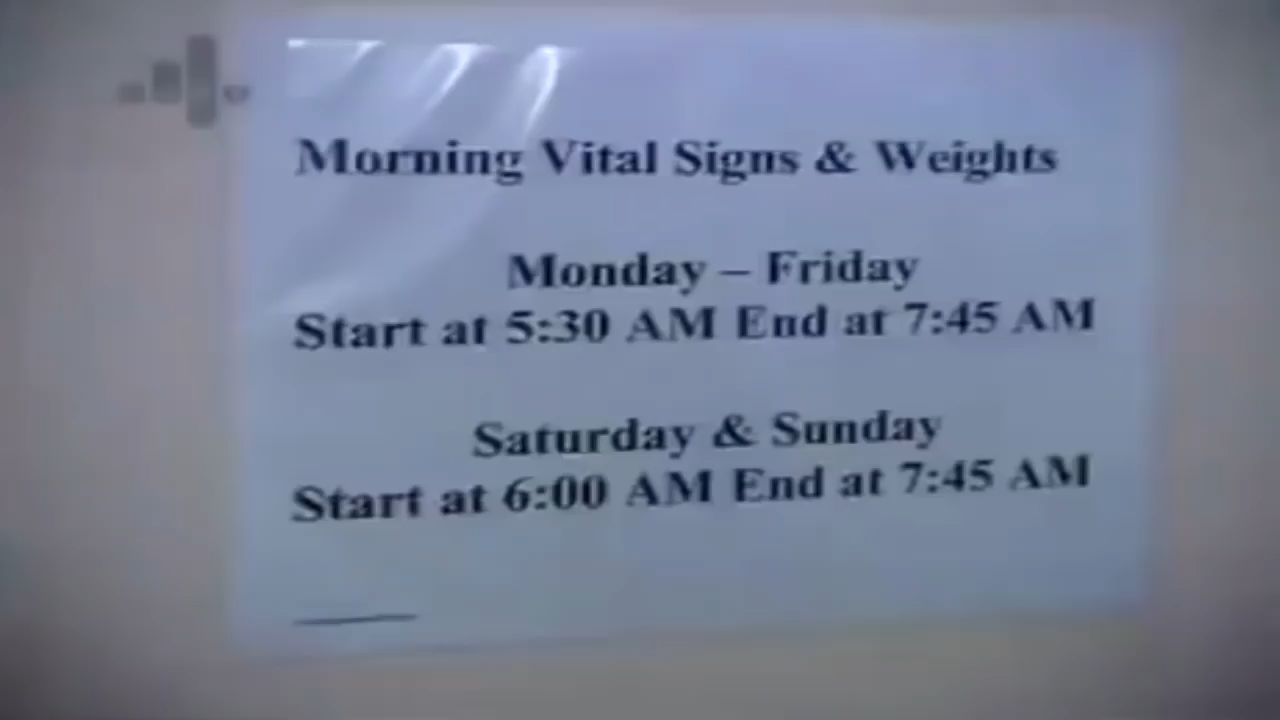 Morning Vital Signs & Weights
Monday – Friday
Start at 5:30 AM End at 7:45 AM
Saturday & Sunday
Start at 6:00 AM End at 7:45 AM